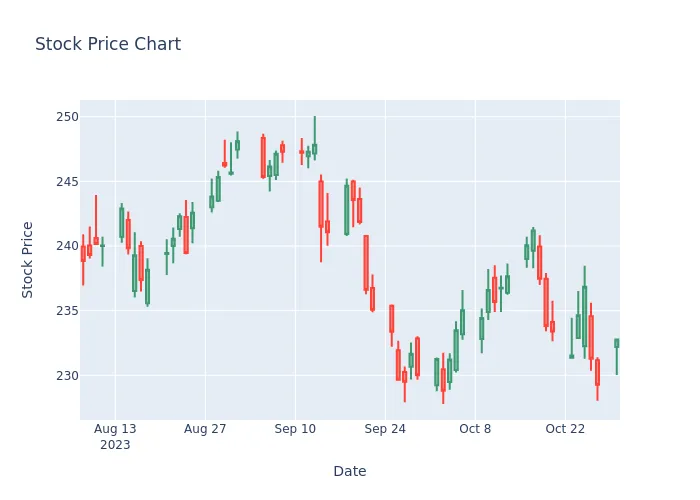 Stock Price Chart
250
245
240
235
230
Stock Price
Aug 13
2023
Aug 27
Sep 10
Sep 24
Oct 8
Oct 22
Date